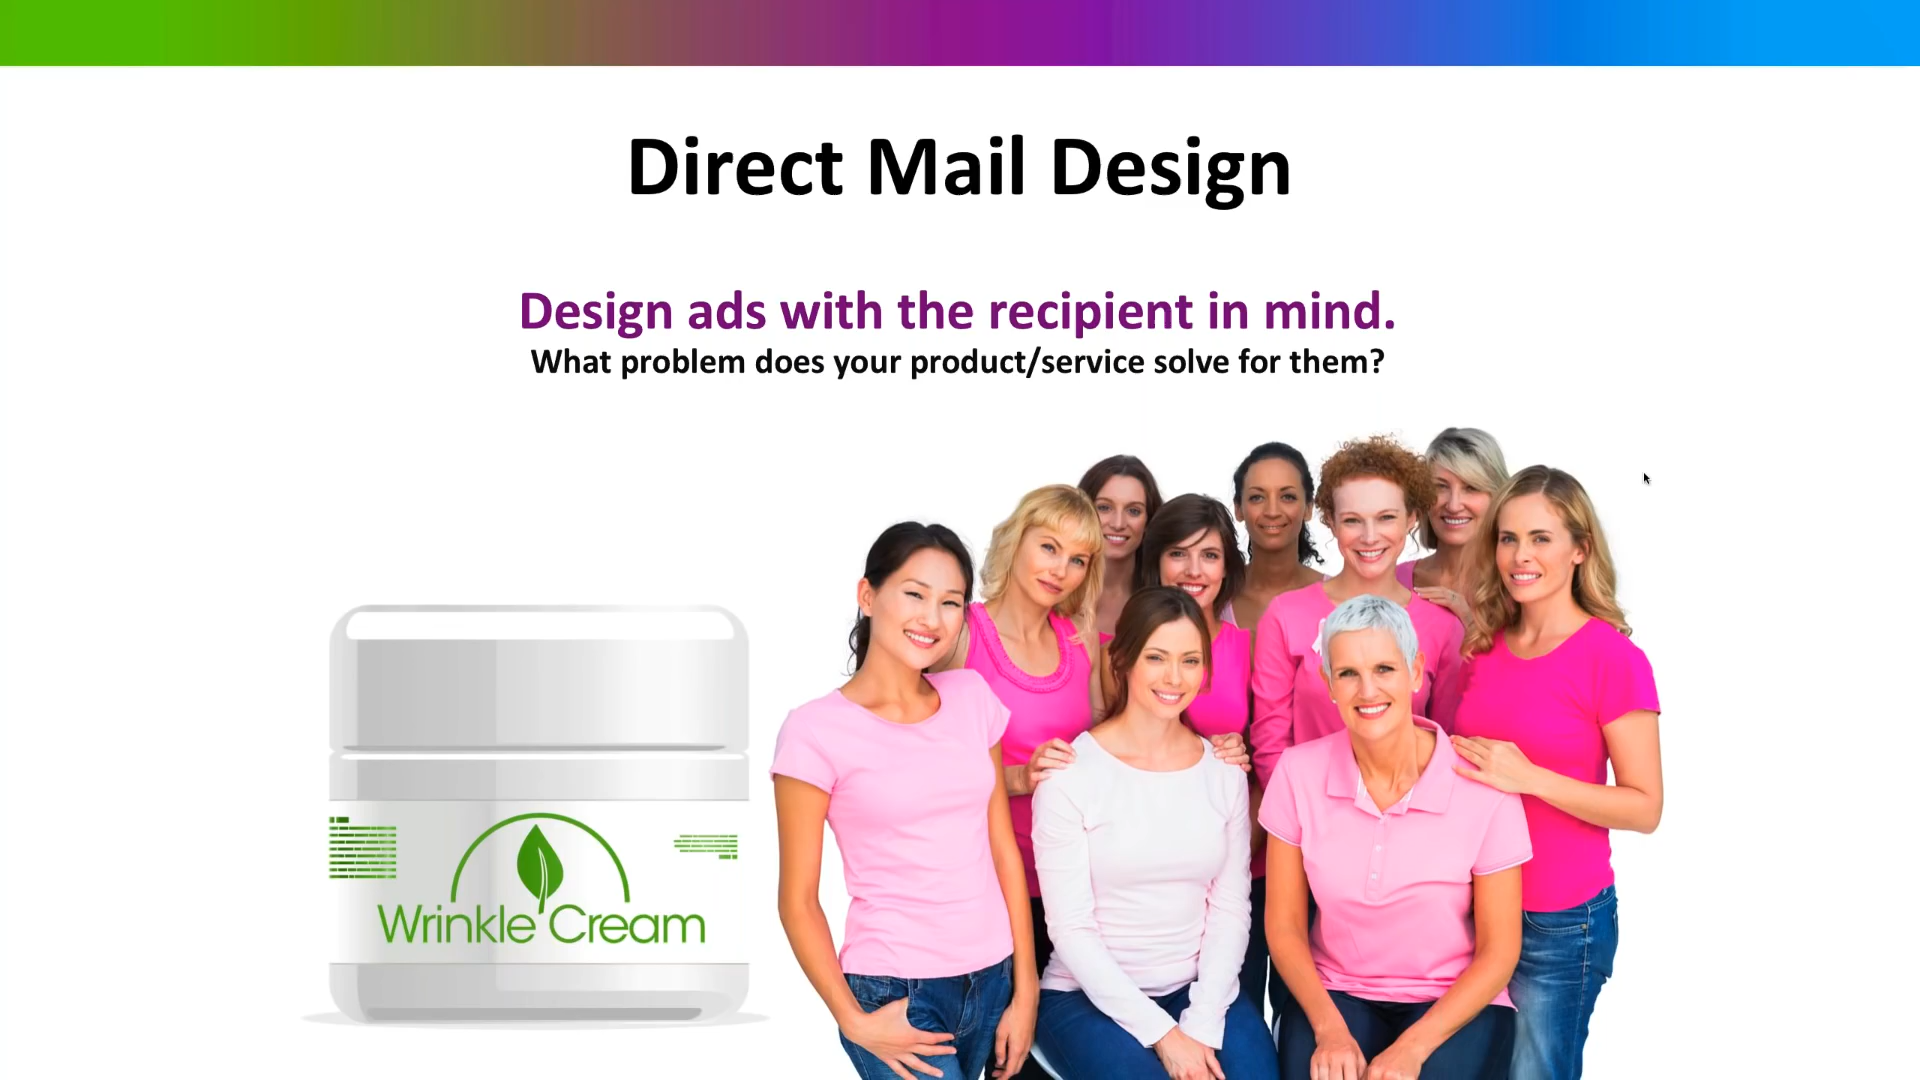 Direct Mail Design
Design ads with the recipient in mind.
What problem does your product/service solve for them?
Wrinkle Cream